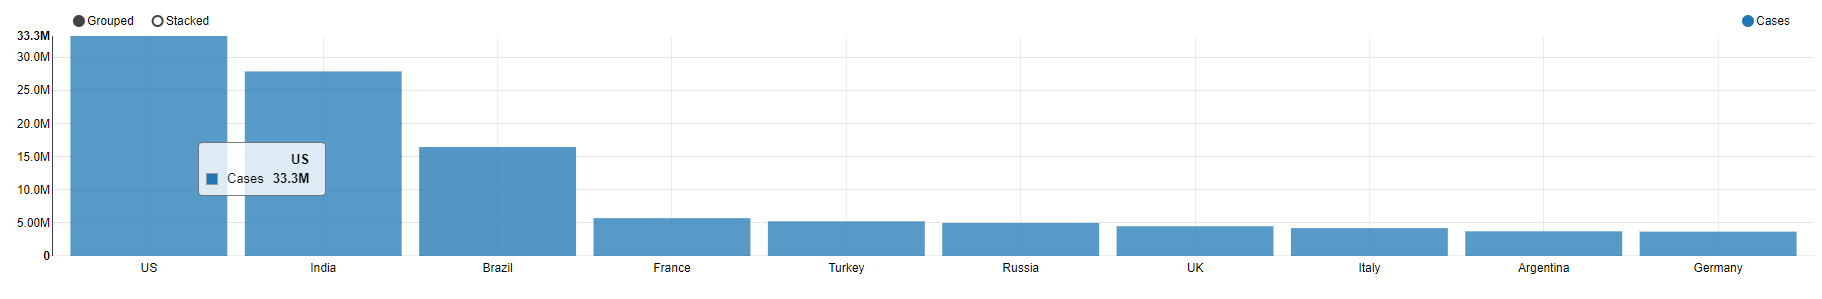 Grouped Stacked Cases
33.3M
30.0M
25.0M
20.0M
15.0M
10.0M
5.00M
0
US
Cases 33.3M
US India Brazil France Turkey Russia UK Italy Argentina Germany